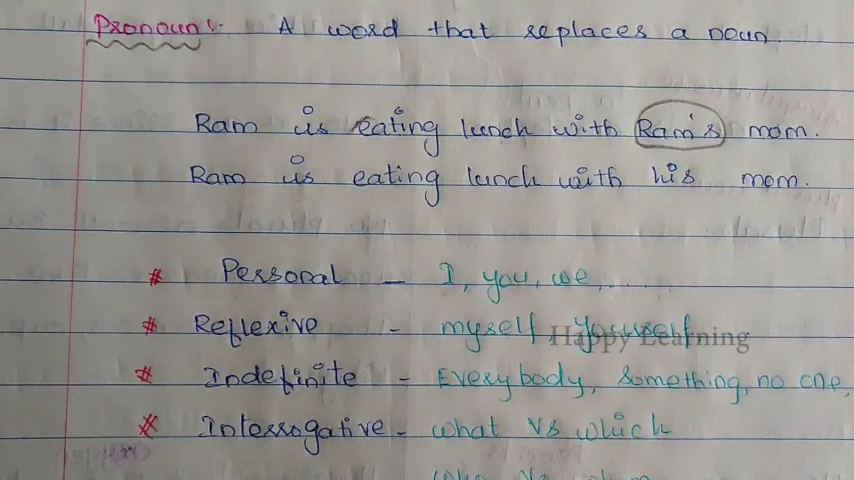 Pronoun:. A word that replaces a noun.
Ram is eating lunch with Ram's mom.
Ram is eating lunch with his mom.
* Personal - I, you, we, .....
* Reflexive - myself, Yourself
Happy Learning
* Indefinite - Everybody, Something, no one,
* Interrogative - what Vs which